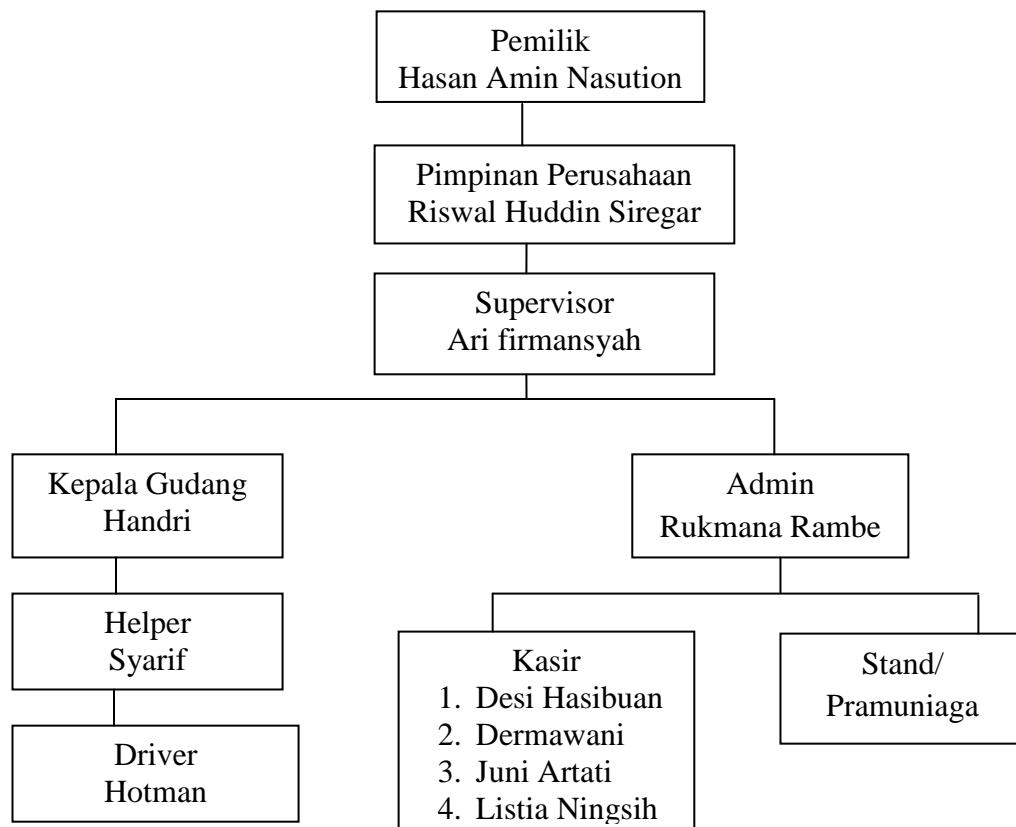 Pemilik
Hasan Amin Nasution
Pimpinan Perusahaan
Riswal Huddin Siregar
Supervisor
Ari firmansyah
Kepala Gudang
Handri
Admin
Rukmana Rambe
Helper
Syarif
Driver
Hotman
Kasir
1. Desi Hasibuan
2. Dermawani
3. Juni Artati
4. Listia Ningsih
Stand/
Pramuniaga